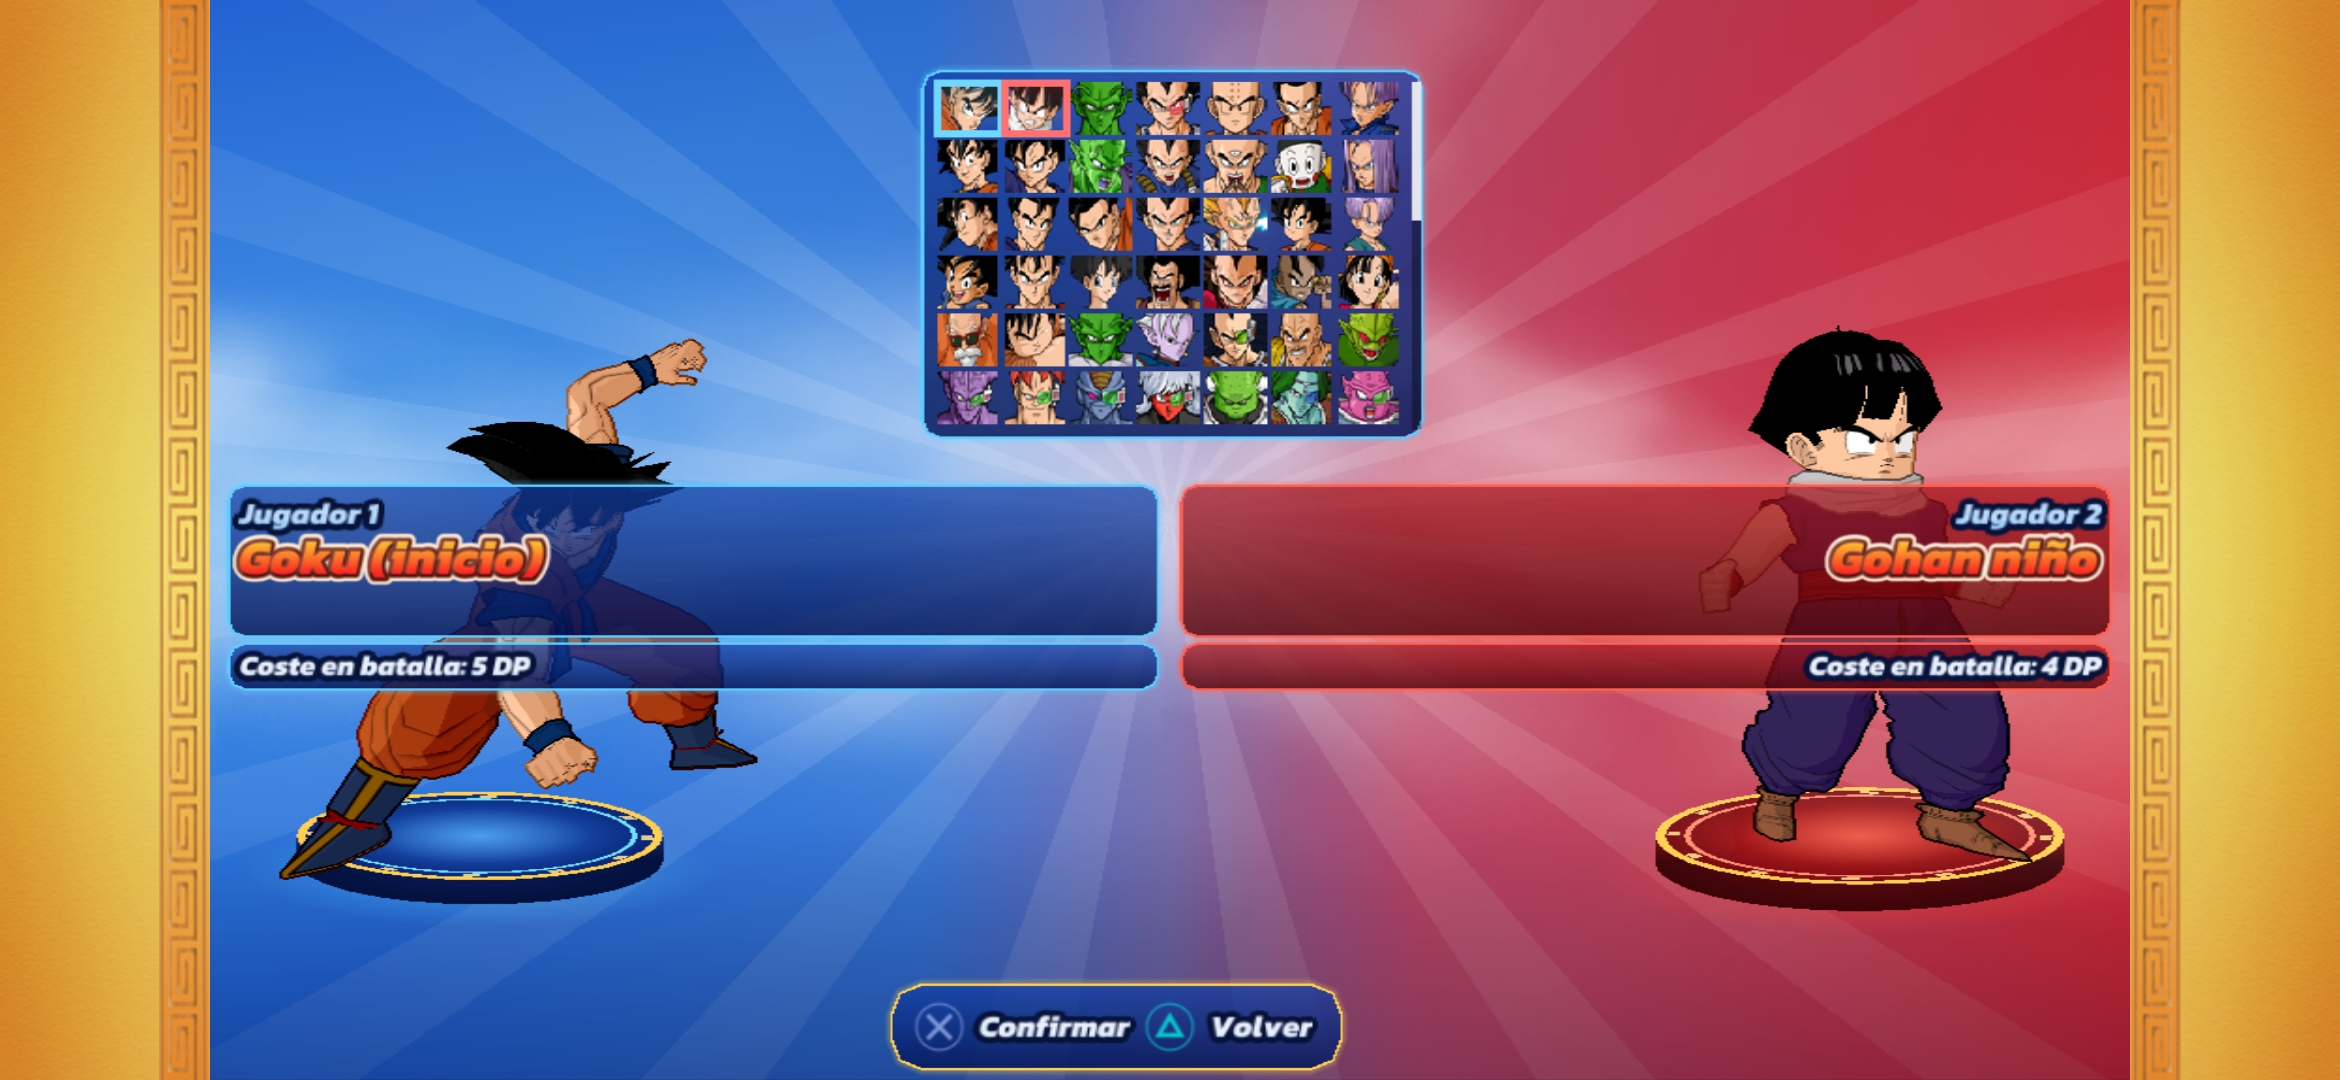 Jugador 1
Goku (inicio)
Coste en batalla: 5 DP
Jugador 2
Gohan niño
Coste en batalla: 4 DP
Confirmar
Volver